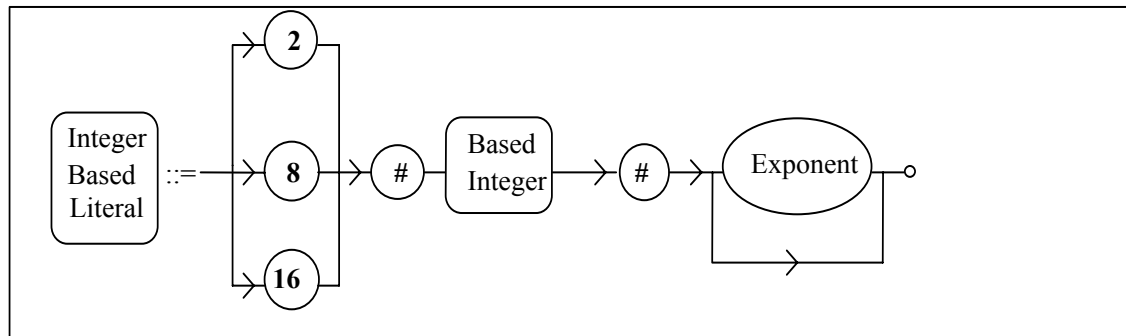 2
Integer
Based
Literal
::=
8
#
Based
Integer
#
Exponent
16